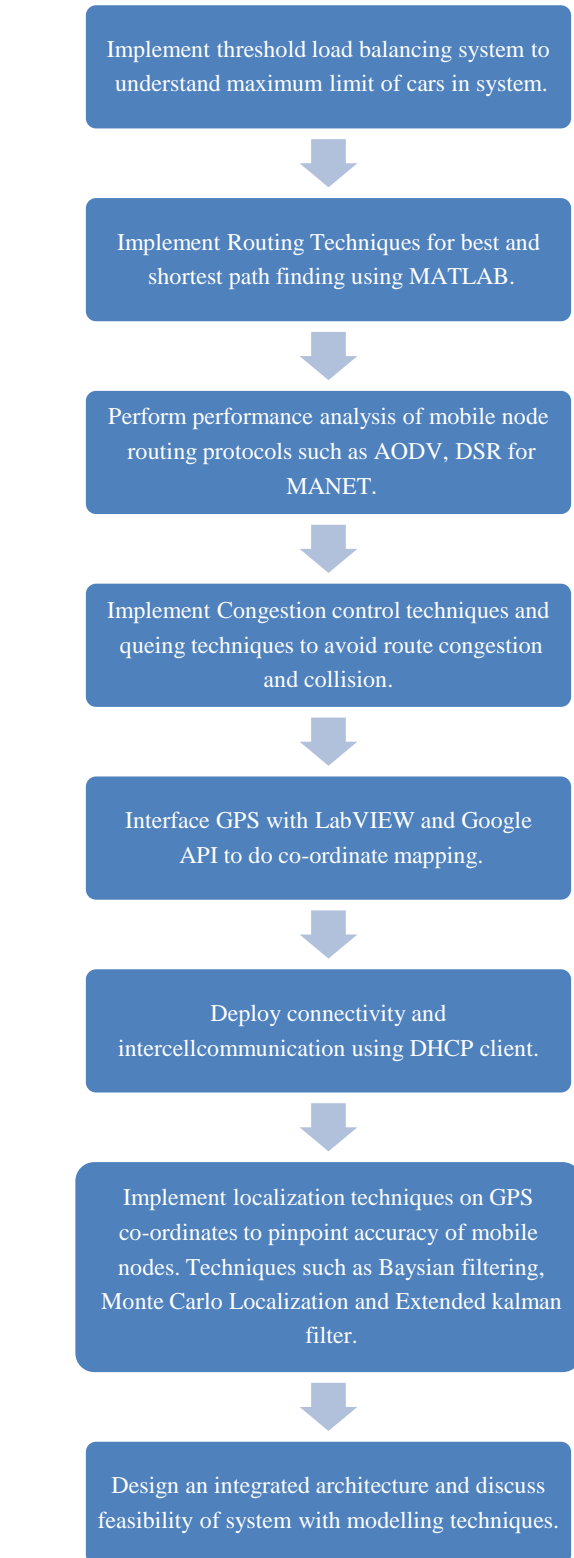 Implement threshold load balancing system to
understand maximum limit of cars in system.
Implement Routing Techniques for best and
shortest path finding using MATLAB.
Perform performance analysis of mobile node
routing protocols such as AODV, DSR for
MANET.
Implement Congestion control techniques and
queing techniques to avoid route congestion
and collision.
Interface GPS with LabVIEW and Google
API to do co-ordinate mapping.
Deploy connectivity and
intercellcommunication using DHCP client.
Implement localization techniques on GPS
co-ordinates to pinpoint accuracy of mobile
nodes. Techniques such as Baysian filtering,
Monte Carlo Localization and Extended kalman
filter.
Design an integrated architecture and discuss
feasibility of system with modelling techniques.